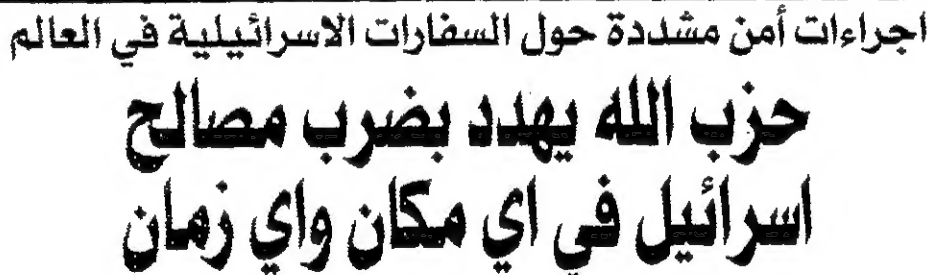 اجراءات أمن مشددة حول السفارات الاسرائيلية في العالم
حزب الله يهدد بضرب مصالح
اسرائيل في اي مكان واي زمان